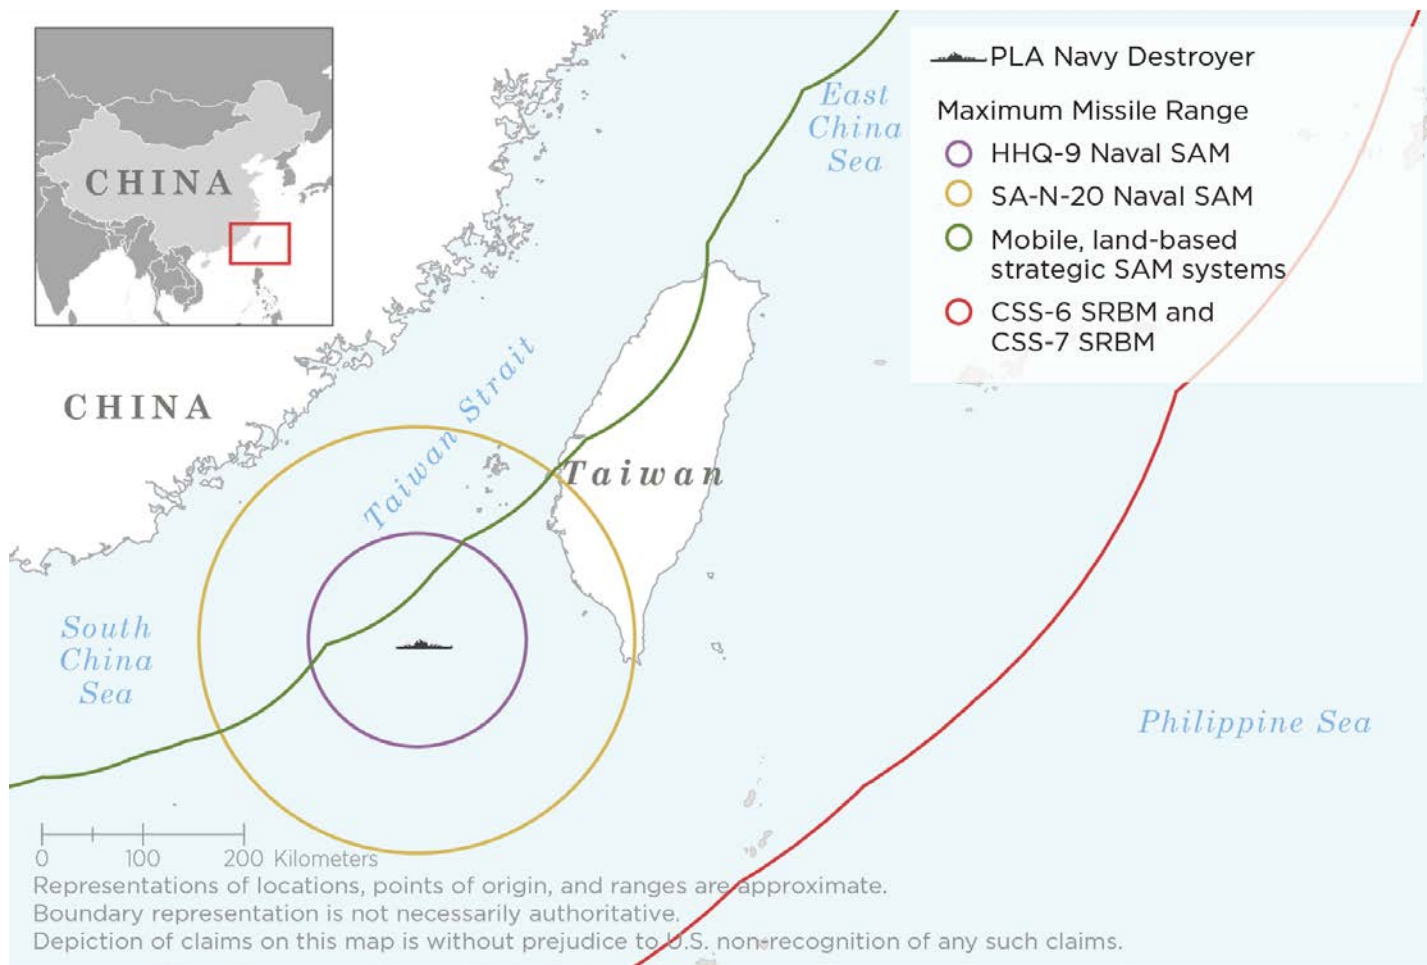 CHINA
CHINA
East
China
Sea
PLA Navy Destroyer
Maximum Missile Range
HHQ-9 Naval SAM
SA-N-20 Naval SAM
Mobile, land-based
strategic SAM systems
CSS-6 SRBM and
CSS-7 SRBM
Taiwan Strait
Taiwan
South
China
Sea
Philippine Sea
0 100 200 Kilometers
Representations of locations, points of origin, and ranges are approximate.
Boundary representation is not necessarily authoritative.
Depiction of claims on this map is without prejudice to U.S. non-recognition of any such claims.